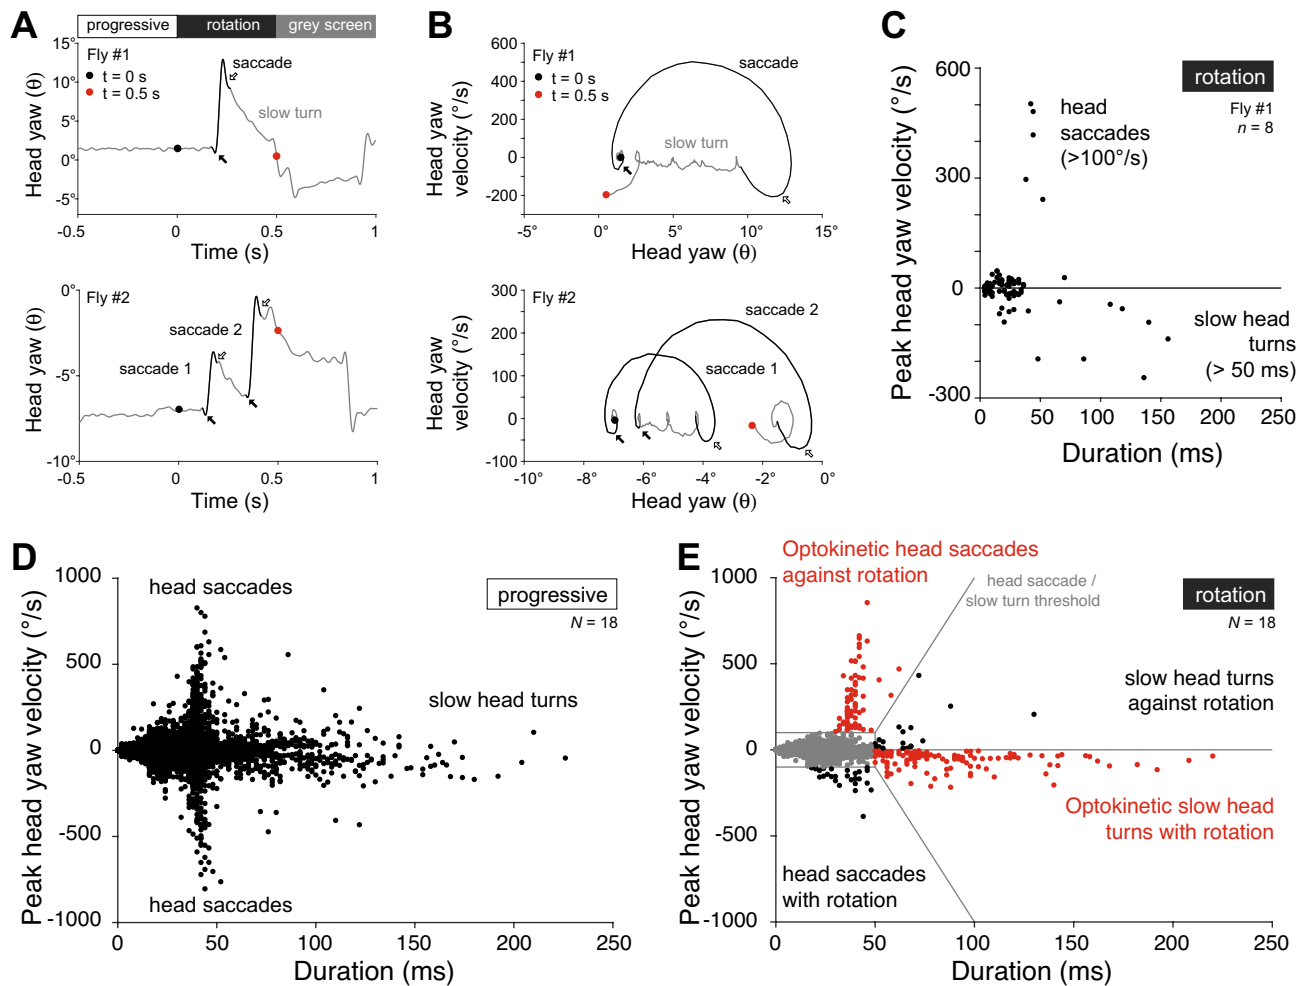 A
progressive
rotation
grey screen
15°
10°
5°
0°
-5°
Head yaw (θ)
Fly #1
t = 0 s
t = 0.5 s
saccade
slow turn
-0.5
0
0.5
1
Time (s)
0°
-5°
-10°
Head yaw (θ)
Fly #2
saccade 2
saccade 1
-0.5
0
0.5
1
Time (s)
B
600
400
200
0
-200
Head yaw
velocity (°/s)
Fly #1
t = 0 s
t = 0.5 s
saccade
slow turn
0°
5°
10°
15°
Head yaw (θ)
300
200
100
0
-100
Head yaw
velocity (°/s)
Fly #2
saccade 2
saccade 1
-10°
-8°
-6°
-4°
-2°
0°
Head yaw (θ)
C
600
300
0
-300
Peak head yaw velocity (°/s)
rotation
Fly #1
n = 8
head
saccades
(>100°/s)
slow head
turns
(> 50 ms)
0
50
100
150
200
250
Duration (ms)
D
1000
500
0
-500
-1000
Peak head yaw velocity (°/s)
head saccades
progressive
N = 18
slow head turns
head saccades
0
50
100
150
200
250
Duration (ms)
E
Optokinetic head saccades
against rotation
head saccade /
slow turn threshold
rotation
N = 18
1000
500
0
-500
-1000
Peak head yaw velocity (°/s)
slow head turns
against rotation
Optokinetic slow head
turns with rotation
head saccades
with rotation
0
50
100
150
200
250
Duration (ms)